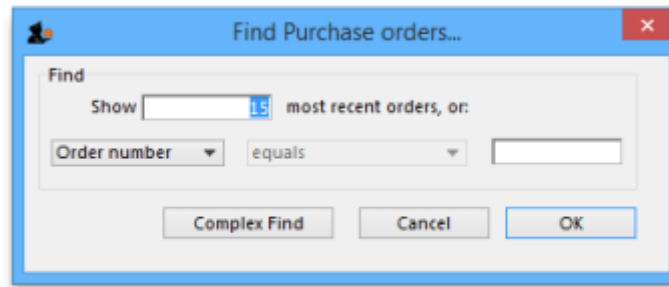 Find Purchase orders...
Find
Show 15 most recent orders, or:
Order number equals
Complex Find Cancel OK